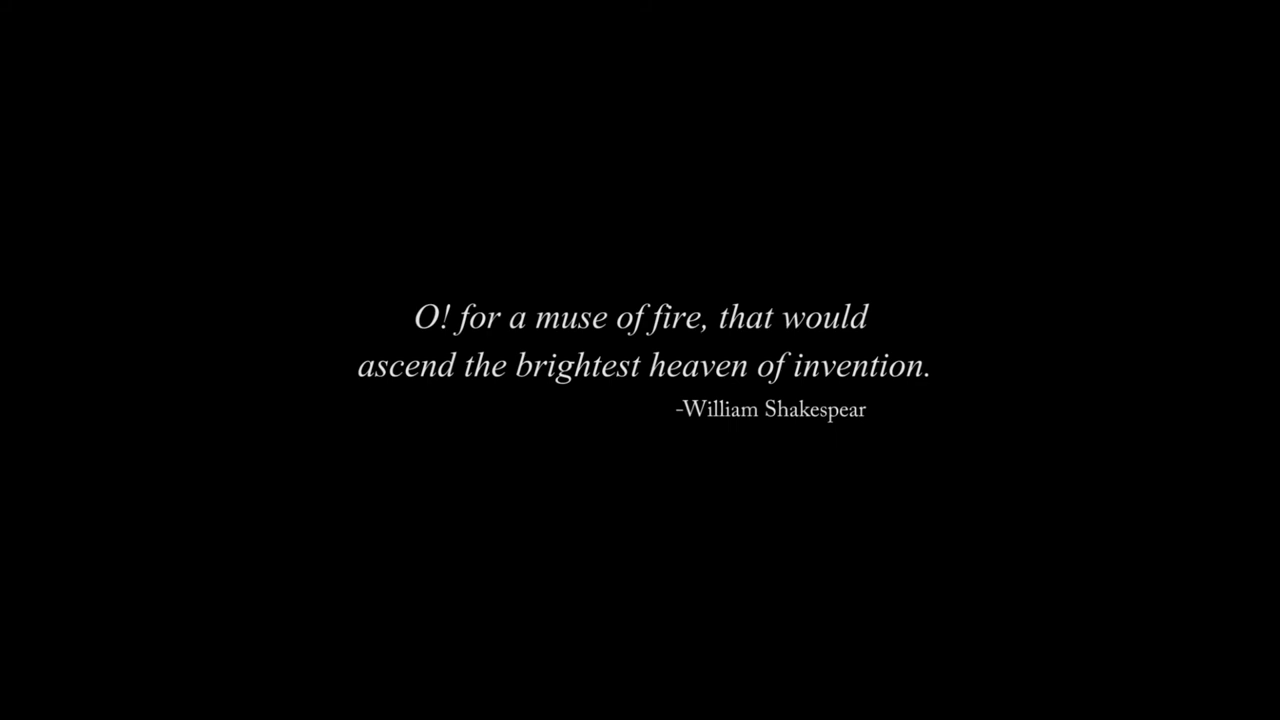 O! for a muse of fire, that would
ascend the brightest heaven of invention.
-William Shakespear